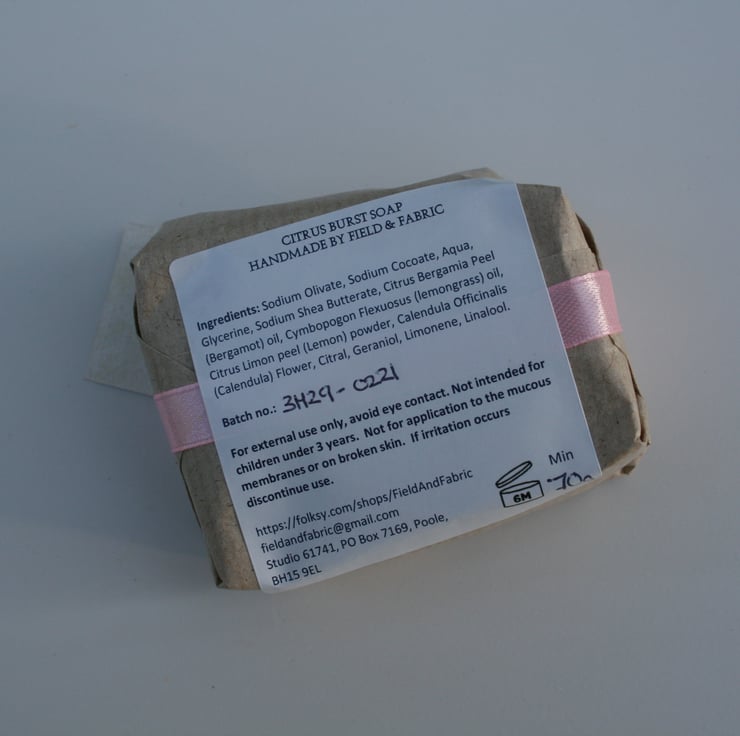 CITRUS BURST SOAP
HANDMADE BY FIELD & FABRIC
Ingredients: Sodium Olivate, Sodium Cocoate, Aqua,
Glycerine, Sodium Shea Butterate, Citrus Bergamia Peel
(Bergamot) oil, Cymbopogon Flexuosus (lemongrass) oil,
Citrus Limon peel (Lemon) powder, Calendula Officinalis
(Calendula) Flower, Citral, Geraniol, Limonene, Linalool.
Batch no.: 3H29-0221
For external use only, avoid eye contact. Not intended for
children under 3 years. Not for application to the mucous
membranes or on broken skin. If irritation occurs
discontinue use.
https://folksy.com/shops/FieldAndFabric
fieldandfabric@gmail.com
Studio 61741, PO Box 7169, Poole,
BH15 9EL
6M
Min